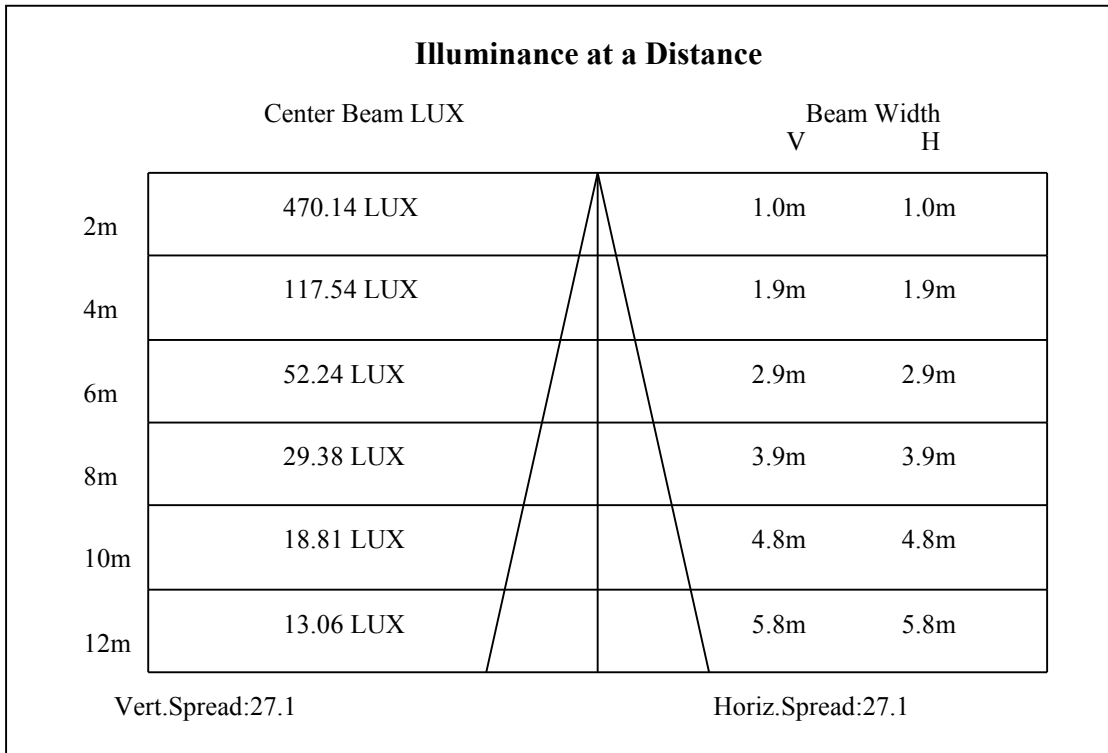 Illuminance at a Distance
Center Beam LUX Beam Width
V H
2m 470.14 LUX 1.0m 1.0m
4m 117.54 LUX 1.9m 1.9m
6m 52.24 LUX 2.9m 2.9m
8m 29.38 LUX 3.9m 3.9m
10m 18.81 LUX 4.8m 4.8m
12m 13.06 LUX 5.8m 5.8m
Vert.Spread:27.1 Horiz.Spread:27.1